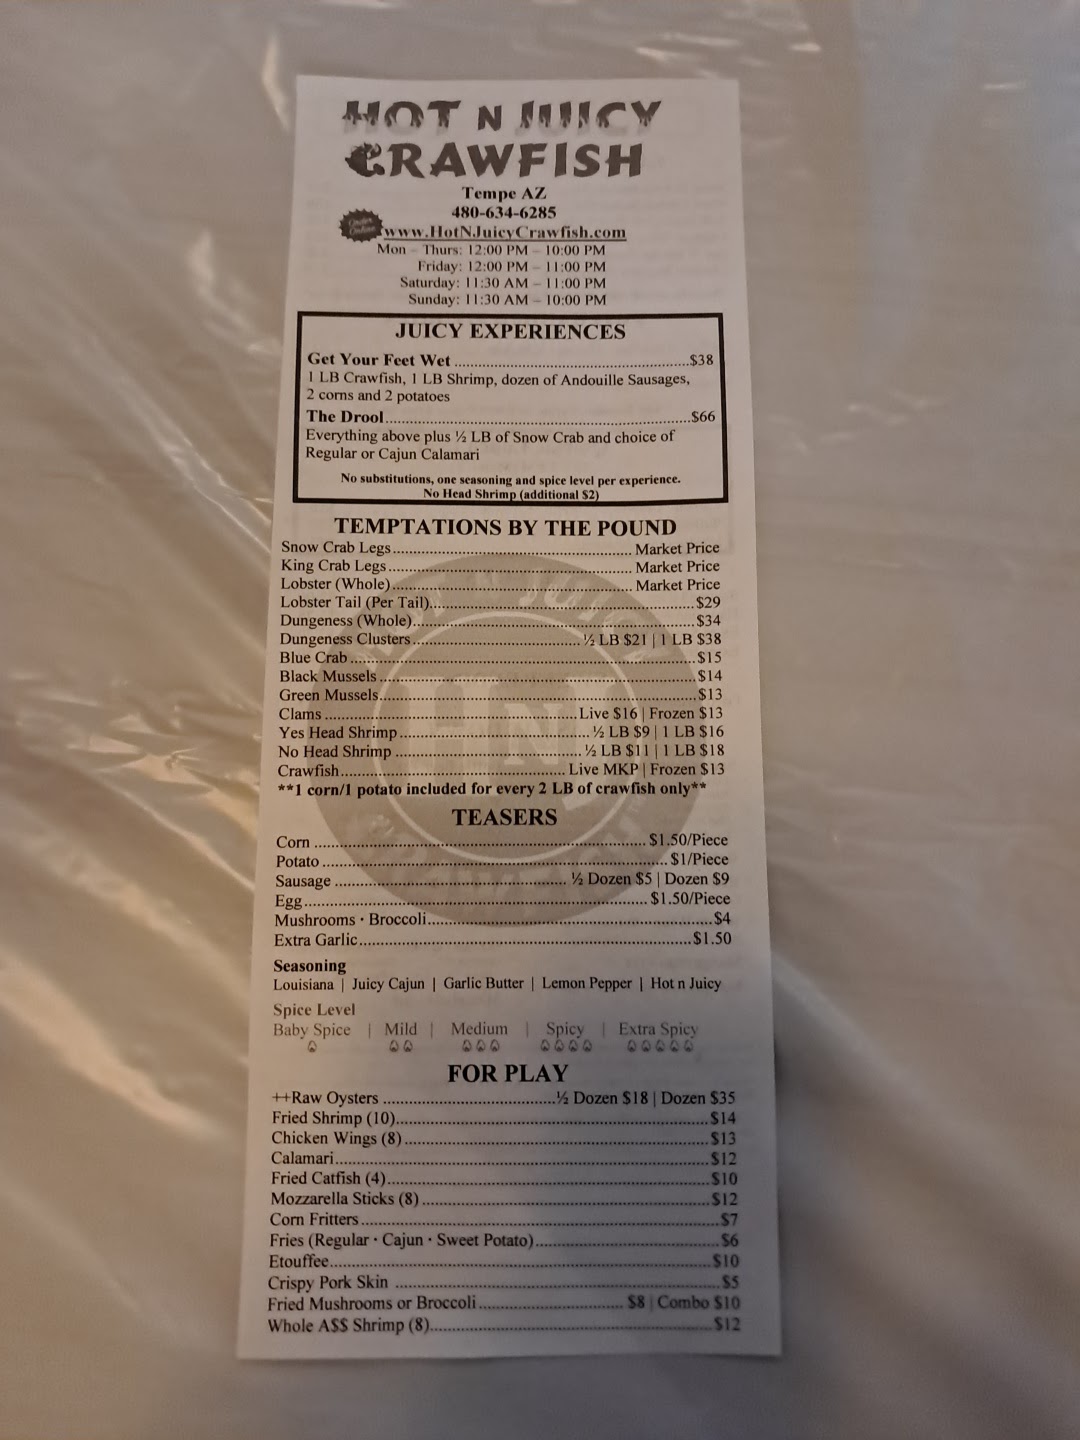 HOT N JUICY
CRAWFISH
Tempe AZ
480-634-6285
Order
Online
www.HotNJuicyCrawfish.com
Mon – Thurs: 12:00 PM – 10:00 PM
Friday: 12:00 PM – 11:00 PM
Saturday: 11:30 AM – 11:00 PM
Sunday: 11:30 AM – 10:00 PM
JUICY EXPERIENCES
Get Your Feet Wet ........ $38
1 LB Crawfish, 1 LB Shrimp, dozen of Andouille Sausages,
2 corns and 2 potatoes
The Drool ........ $66
Everything above plus ½ LB of Snow Crab and choice of
Regular or Cajun Calamari
No substitutions, one seasoning and spice level per experience.
No Head Shrimp (additional $2)
TEMPTATIONS BY THE POUND
Snow Crab Legs ........ Market Price
King Crab Legs ........ Market Price
Lobster (Whole) ........ Market Price
Lobster Tail (Per Tail) ........ $29
Dungeness (Whole) ........ $34
Dungeness Clusters ........ ½ LB $21 | 1 LB $38
Blue Crab ........ $15
Black Mussels ........ $14
Green Mussels ........ $13
Clams ........ Live $16 | Frozen $13
Yes Head Shrimp ........ ½ LB $9 | 1 LB $16
No Head Shrimp ........ ½ LB $11 | 1 LB $18
Crawfish ........ Live MKP | Frozen $13
**1 corn/1 potato included for every 2 LB of crawfish only**
TEASERS
Corn ........ $1.50/Piece
Potato ........ $1/Piece
Sausage ........ ½ Dozen $5 | Dozen $9
Egg ........ $1.50/Piece
Mushrooms · Broccoli ........ $4
Extra Garlic ........ $1.50
Seasoning
Louisiana | Juicy Cajun | Garlic Butter | Lemon Pepper | Hot n Juicy
Spice Level
Baby Spice | Mild | Medium | Spicy | Extra Spicy
FOR PLAY
++Raw Oysters ........ ½ Dozen $18 | Dozen $35
Fried Shrimp (10) ........ $14
Chicken Wings (8) ........ $13
Calamari ........ $12
Fried Catfish (4) ........ $10
Mozzarella Sticks (8) ........ $12
Corn Fritters ........ $7
Fries (Regular · Cajun · Sweet Potato) ........ $6
Etouffee ........ $10
Crispy Pork Skin ........ $5
Fried Mushrooms or Broccoli ........ $8 | Combo $10
Whole A$$ Shrimp (8) ........ $12